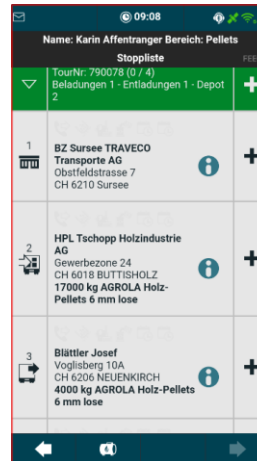 09:08
Name: Karin Affentranger Bereich: Pellets
Stoppliste
FEE
TourNr: 790078 (0 / 4)
Beladungen 1 - Entladungen 1 - Depot
2
1
BZ Sursee TRAVECO
Transporte AG
Obstfeldstrasse 7
CH 6210 Sursee
2
HPL Tschopp Holzindustrie
AG
Gewerbezone 24
CH 6018 BUTTISHOLZ
17000 kg AGROLA Holz-
Pellets 6 mm lose
3
Blättler Josef
Voglisberg 10A
CH 6206 NEUENKIRCH
4000 kg AGROLA Holz-Pellets
6 mm lose